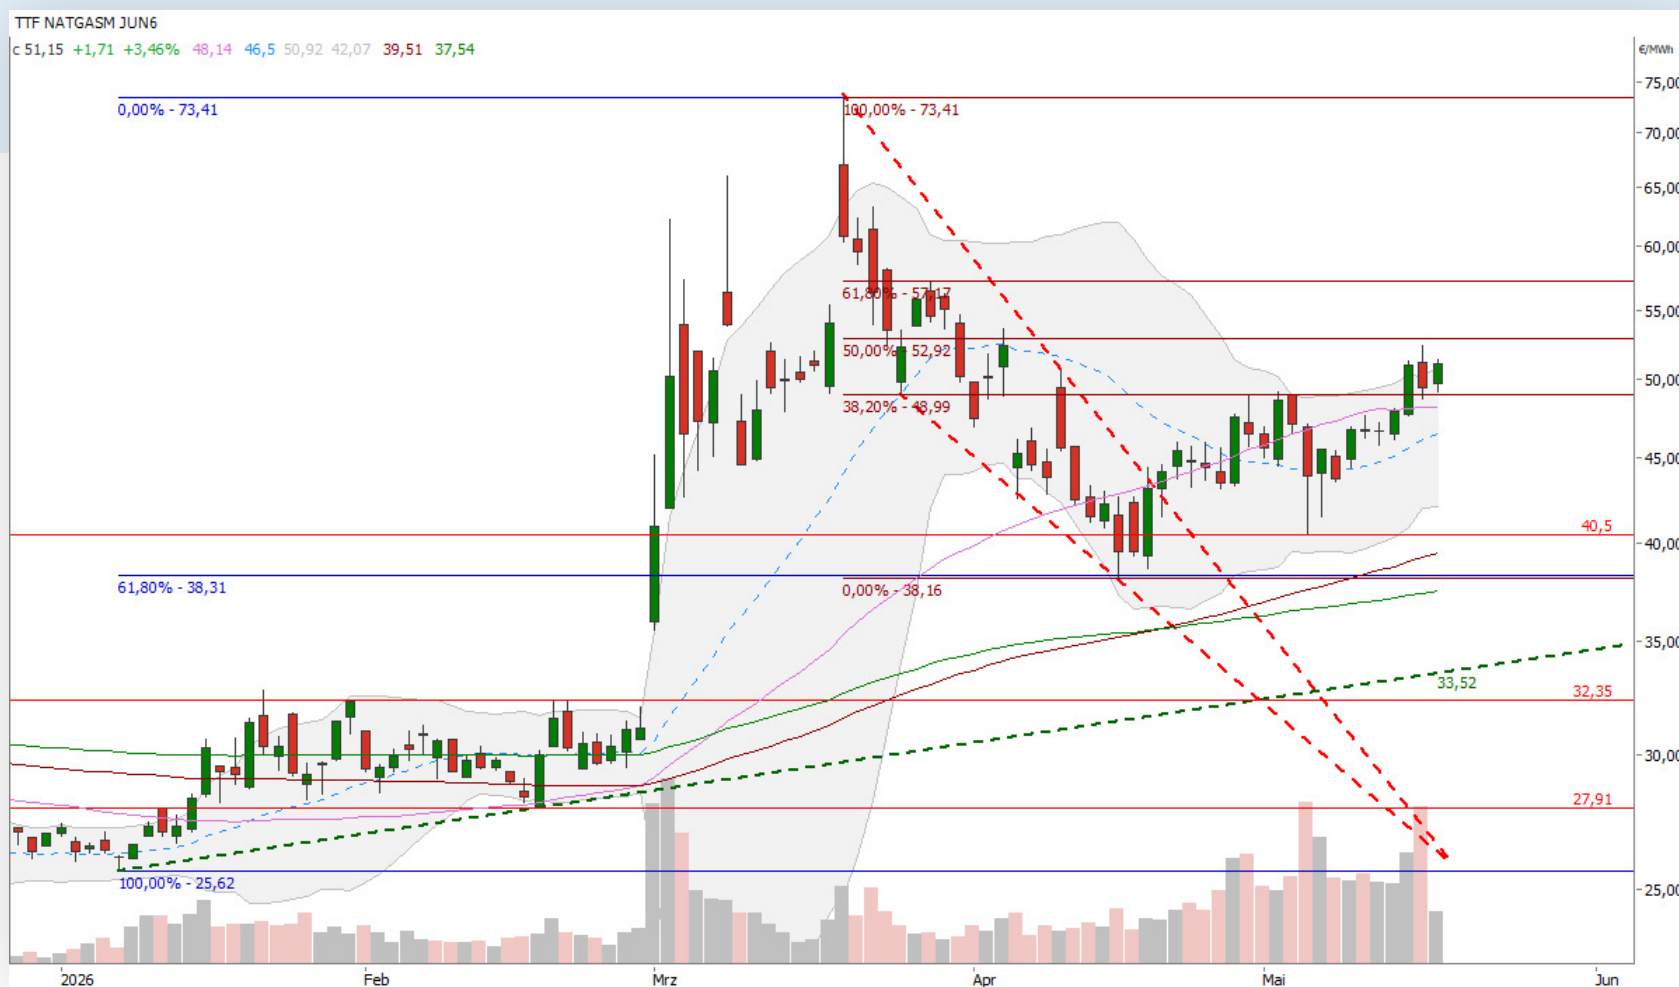 TTF NATGASM JUN6
c 51,15 +1,71 +3,46% 48,14 46,5 50,92 42,07 39,51 37,54
€/MWh
75,00
0,00% - 73,41
100,00% - 73,41
70,00
65,00
60,00
61,80% - 57,17
55,00
50,00% - 52,92
50,00
38,20% - 48,99
45,00
40,5
40,00
61,80% - 38,31
0,00% - 38,16
35,00
33,52
32,35
30,00
27,91
100,00% - 25,62
25,00
2026 Feb Mrz Apr Mai Jun